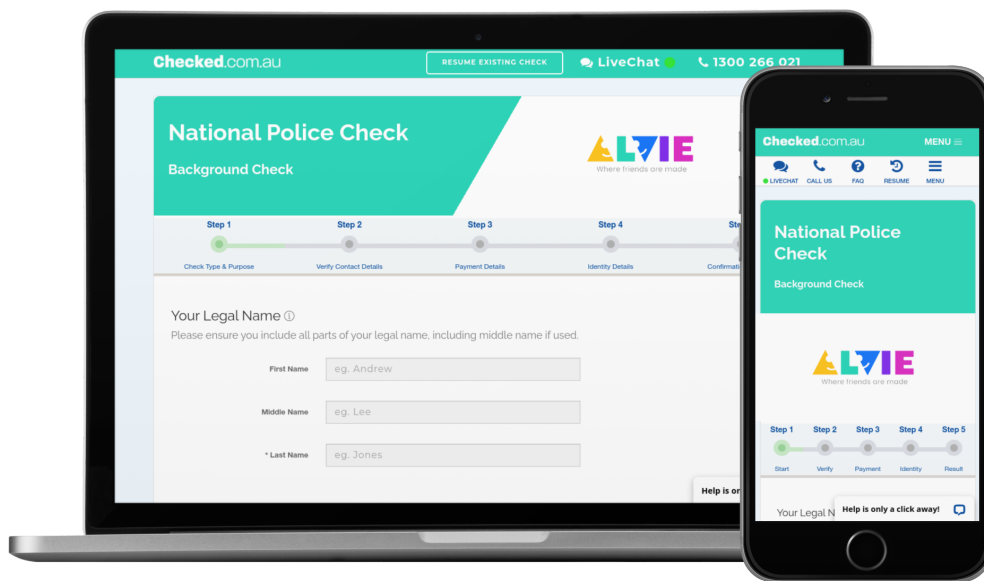 Checked.com.au
RESUME EXISTING CHECK
LiveChat
1300 266 021
National Police Check
Background Check
ALVIE
Where friends are made
Step 1
Step 2
Step 3
Step 4
Check Type & Purpose
Verify Contact Details
Payment Details
Identity Details
Your Legal Name
Please ensure you include all parts of your legal name, including middle name if used.
First Name
eg. Andrew
Middle Name
eg. Lee
* Last Name
eg. Jones
Help is
Checked.com.au
MENU
LIVECHAT
CALL US
FAQ
RESUME
MENU
National Police
Check
Background Check
ALVIE
Where friends are made
Step 1
Step 2
Step 3
Step 4
Step 5
Start
Verify
Payment
Identity
Result
Your Legal N
Help is only a click away!